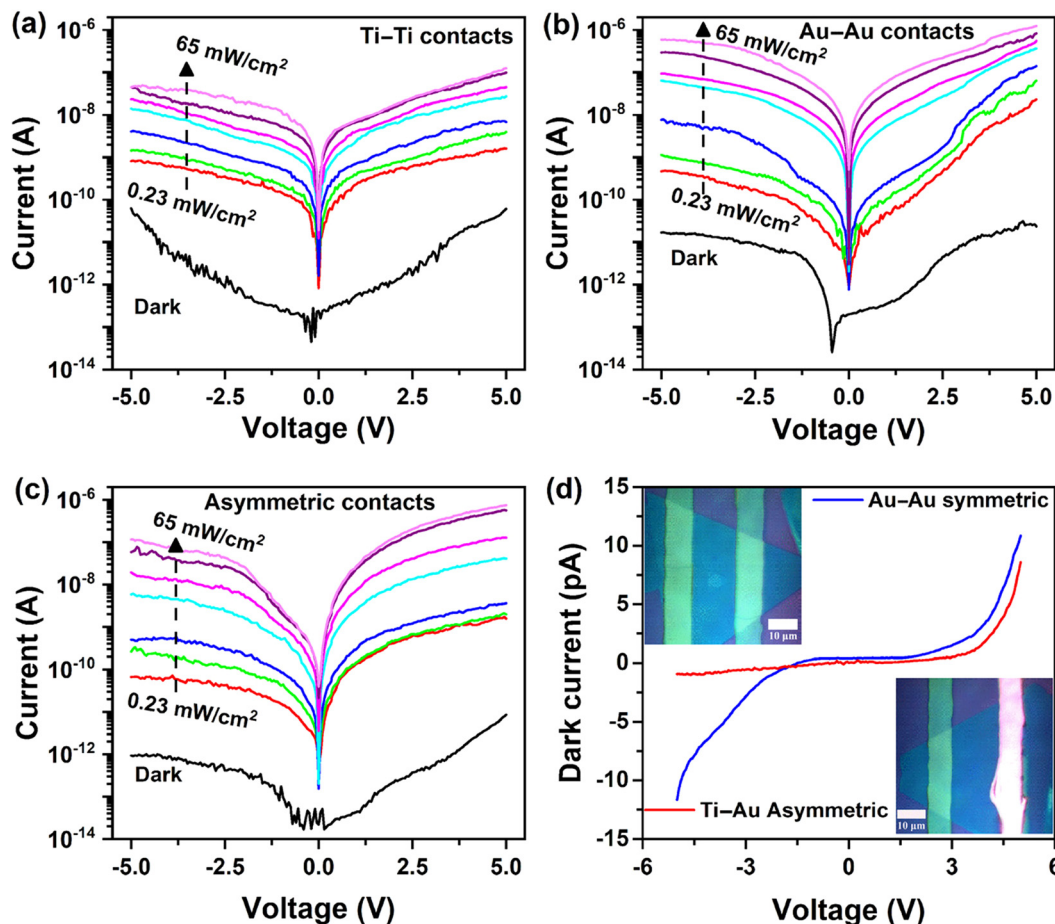 (a)
Ti–Ti contacts
65 mW/cm²
0.23 mW/cm²
Dark
Current (A)
10⁻⁶
10⁻⁸
10⁻¹⁰
10⁻¹²
10⁻¹⁴
-5.0 -2.5 0.0 2.5 5.0
Voltage (V)
(b)
Au–Au contacts
65 mW/cm²
0.23 mW/cm²
Dark
Current (A)
10⁻⁶
10⁻⁸
10⁻¹⁰
10⁻¹²
10⁻¹⁴
-5.0 -2.5 0.0 2.5 5.0
Voltage (V)
(c)
Asymmetric contacts
65 mW/cm²
0.23 mW/cm²
Dark
Current (A)
10⁻⁶
10⁻⁸
10⁻¹⁰
10⁻¹²
10⁻¹⁴
-5.0 -2.5 0.0 2.5 5.0
Voltage (V)
(d)
Au–Au symmetric
10 μm
10 μm
Ti–Au Asymmetric
Dark current (pA)
15
10
5
0
-5
-10
-15
-6 -3 0 3 6
Voltage (V)